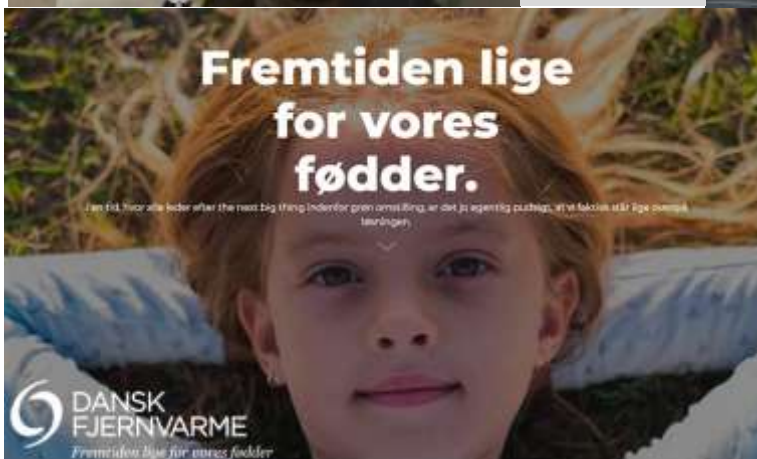 Fremtiden lige
for vores
fødder.
I en tid, hvor alle leder efter the next big thing indenfor grøn omstilling, er det jo egentlig pudsigt, at vi faktisk står lige ovenpå
løsningen.
DANSK
FJERNVARME
Fremtiden lige for vores fødder